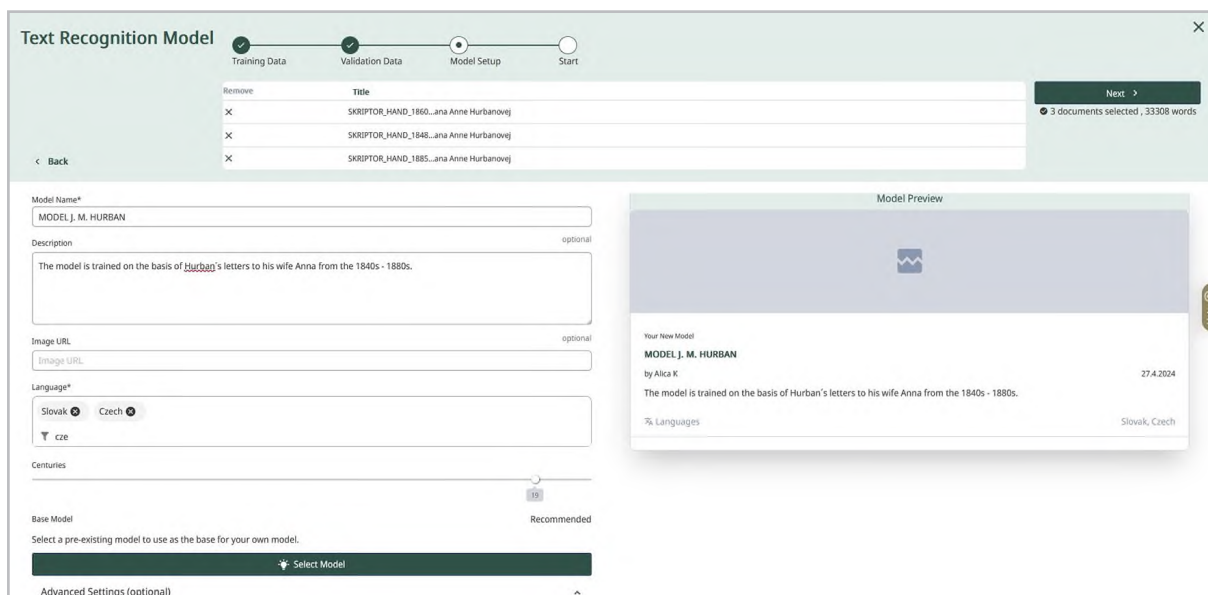 Text Recognition Model
Training Data
Validation Data
Model Setup
Start
Remove
Title
SKRIPTOR_HAND_1860...ana Anne Hurbanovej
SKRIPTOR_HAND_1848...ana Anne Hurbanovej
SKRIPTOR_HAND_1885...ana Anne Hurbanovej
Next
3 documents selected , 33308 words
Back
Model Name*
MODEL J. M. HURBAN
Description
optional
The model is trained on the basis of Hurban´s letters to his wife Anna from the 1840s - 1880s.
Image URL
optional
Image URL
Language*
Slovak
Czech
cze
Centuries
19
Base Model
Recommended
Select a pre-existing model to use as the base for your own model.
Select Model
Advanced Settings (optional)
Model Preview
Your New Model
MODEL J. M. HURBAN
by Alica K
27.4.2024
The model is trained on the basis of Hurban´s letters to his wife Anna from the 1840s - 1880s.
Languages
Slovak, Czech